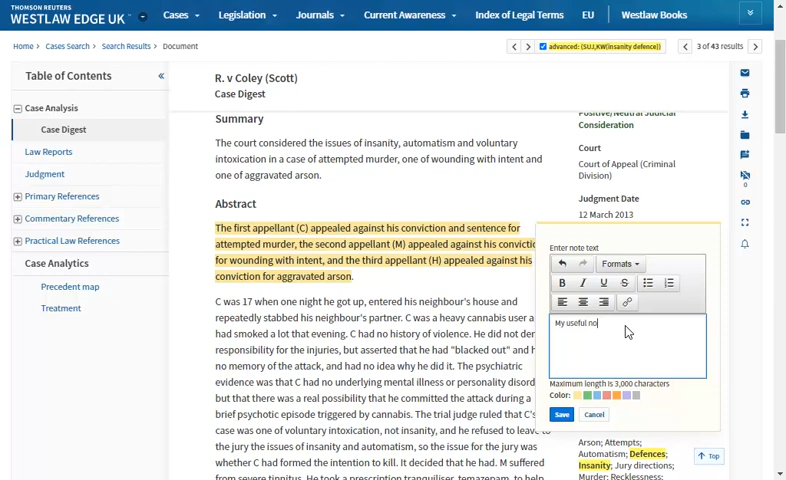 THOMSON REUTERS
WESTLAW EDGE UK
Cases
Legislation
Journals
Current Awareness
Index of Legal Terms
EU
Westlaw Books
Home › Cases Search › Search Results › Document
advanced: (SUJ,KW(insanity defence))
3 of 43 results
Table of Contents
«
Case Analysis
Case Digest
Law Reports
Judgment
Primary References
Commentary References
Practical Law References
Case Analytics
Precedent map
Treatment
R. v Coley (Scott)
Case Digest
Summary
The court considered the issues of insanity, automatism and voluntary
intoxication in a case of attempted murder, one of wounding with intent and
one of aggravated arson.
Abstract
The first appellant (C) appealed against his conviction and sentence for
attempted murder, the second appellant (M) appealed against his convictio
for wounding with intent, and the third appellant (H) appealed against his
conviction for aggravated arson.
C was 17 when one night he got up, entered his neighbour's house and
repeatedly stabbed his neighbour's partner. C was a heavy cannabis user a
had smoked a lot that evening. C had no history of violence. He did not den
responsibility for the injuries, but asserted that he had "blacked out" and h
no memory of the attack, and had no idea why he did it. The psychiatric
evidence was that C had no underlying mental illness or personality disord
but that there was a real possibility that he committed the attack during a
brief psychotic episode triggered by cannabis. The trial judge ruled that C's
case was one of voluntary intoxication, not insanity, and refused to leave to
the jury the issues of insanity and automatism, so the issue for the jury was
whether C had formed the intention to kill. It decided that he had. M suffered
from severe tinnitus. He took a prescription tranquiliser, temazepam, to help
Positive/Neutral Judicial
Consideration
Court
Court of Appeal (Criminal
Division)
Judgment Date
12 March 2013
Enter note text
Formats
B I U S
My useful no
Maximum length is 3,000 characters
Color:
Save
Cancel
Arson; Attempts;
Automatism; Defences;
Insanity; Jury directions;
Murder; Recklessness;
Top
0